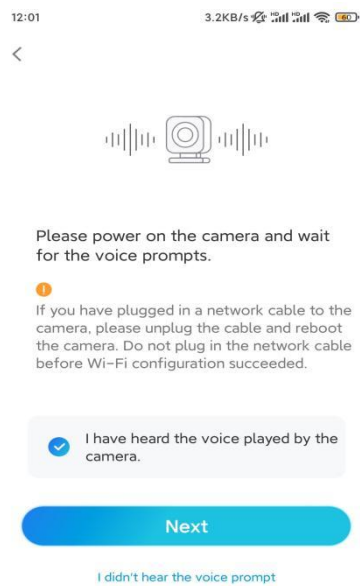 12:01 3.2KB/s HD HD 60
Please power on the camera and wait
for the voice prompts.
If you have plugged in a network cable to the
camera, please unplug the cable and reboot
the camera. Do not plug in the network cable
before Wi-Fi configuration succeeded.
I have heard the voice played by the
camera.
Next
I didn't hear the voice prompt